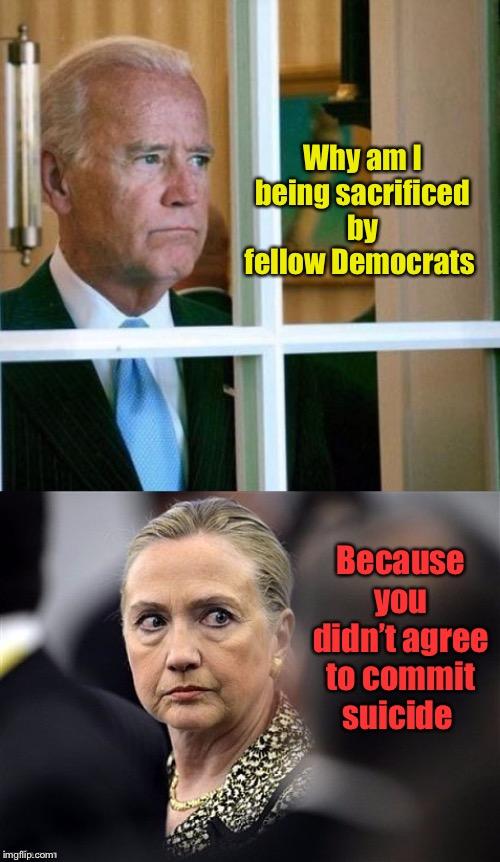 Why am I
being sacrificed
by
fellow Democrats
Because
you
didn’t agree
to commit
suicide
imgflip.com